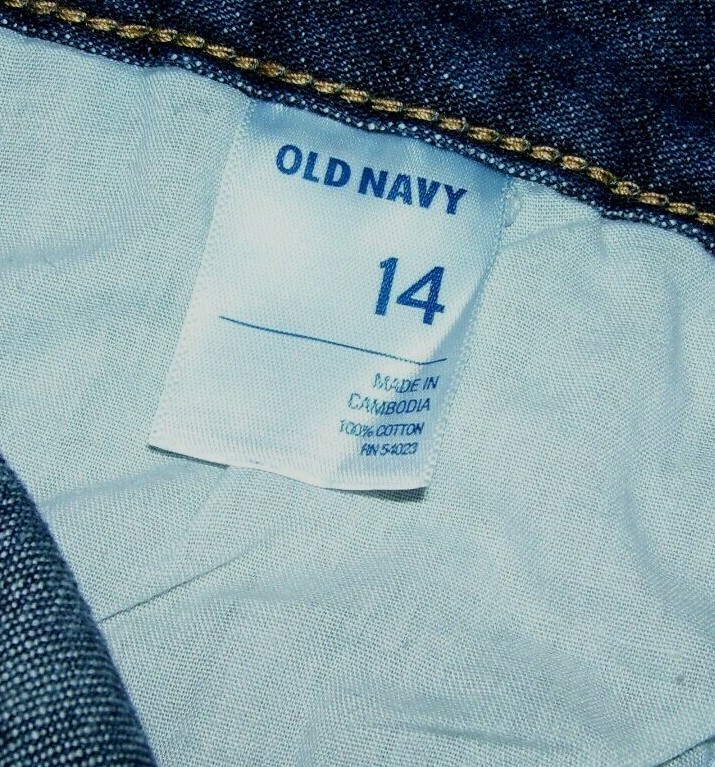 OLD NAVY
14
MADE IN
CAMBODIA
100% COTTON
RN 54023